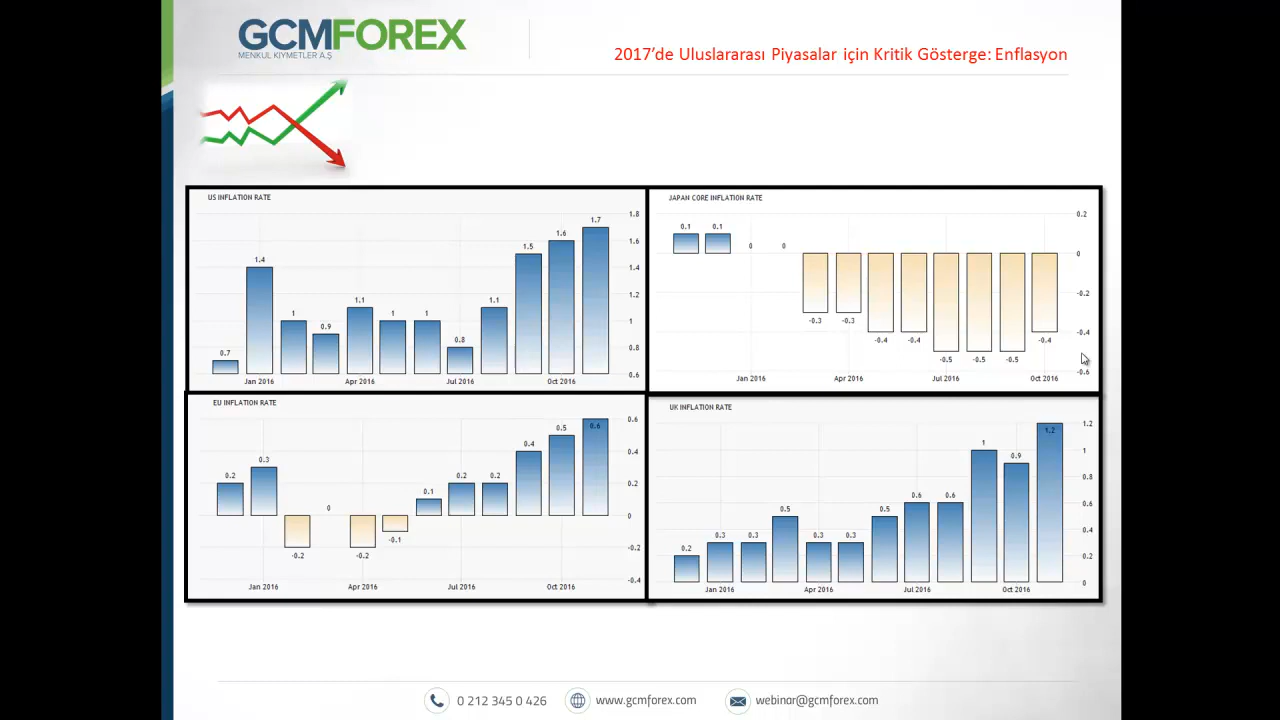 GCMFOREX
MENKUL KIYMETLER A.Ş
2017'de Uluslararası Piyasalar için Kritik Gösterge: Enflasyon
US INFLATION RATE
0.7 1.4 1 0.9 1.1 1 1 0.8 1.1 1.5 1.6 1.7
1.8
1.6
1.4
1.2
1
0.8
0.6
Jan 2016 Apr 2016 Jul 2016 Oct 2016
JAPAN CORE INFLATION RATE
0.1 0.1 0 0 -0.3 -0.3 -0.4 -0.4 -0.5 -0.5 -0.5 -0.4
0.2
0
-0.2
-0.4
-0.6
Jan 2016 Apr 2016 Jul 2016 Oct 2016
EU INFLATION RATE
0.2 0.3 -0.2 0 -0.2 -0.1 0.1 0.2 0.2 0.4 0.5 0.6
0.6
0.4
0.2
0
-0.2
-0.4
Jan 2016 Apr 2016 Jul 2016 Oct 2016
UK INFLATION RATE
0.2 0.3 0.3 0.5 0.3 0.3 0.5 0.6 0.6 1 0.9 1.2
1.2
1
0.8
0.6
0.4
0.2
0
Jan 2016 Apr 2016 Jul 2016 Oct 2016
0 212 345 0 426 www.gcmforex.com webinar@gcmforex.com